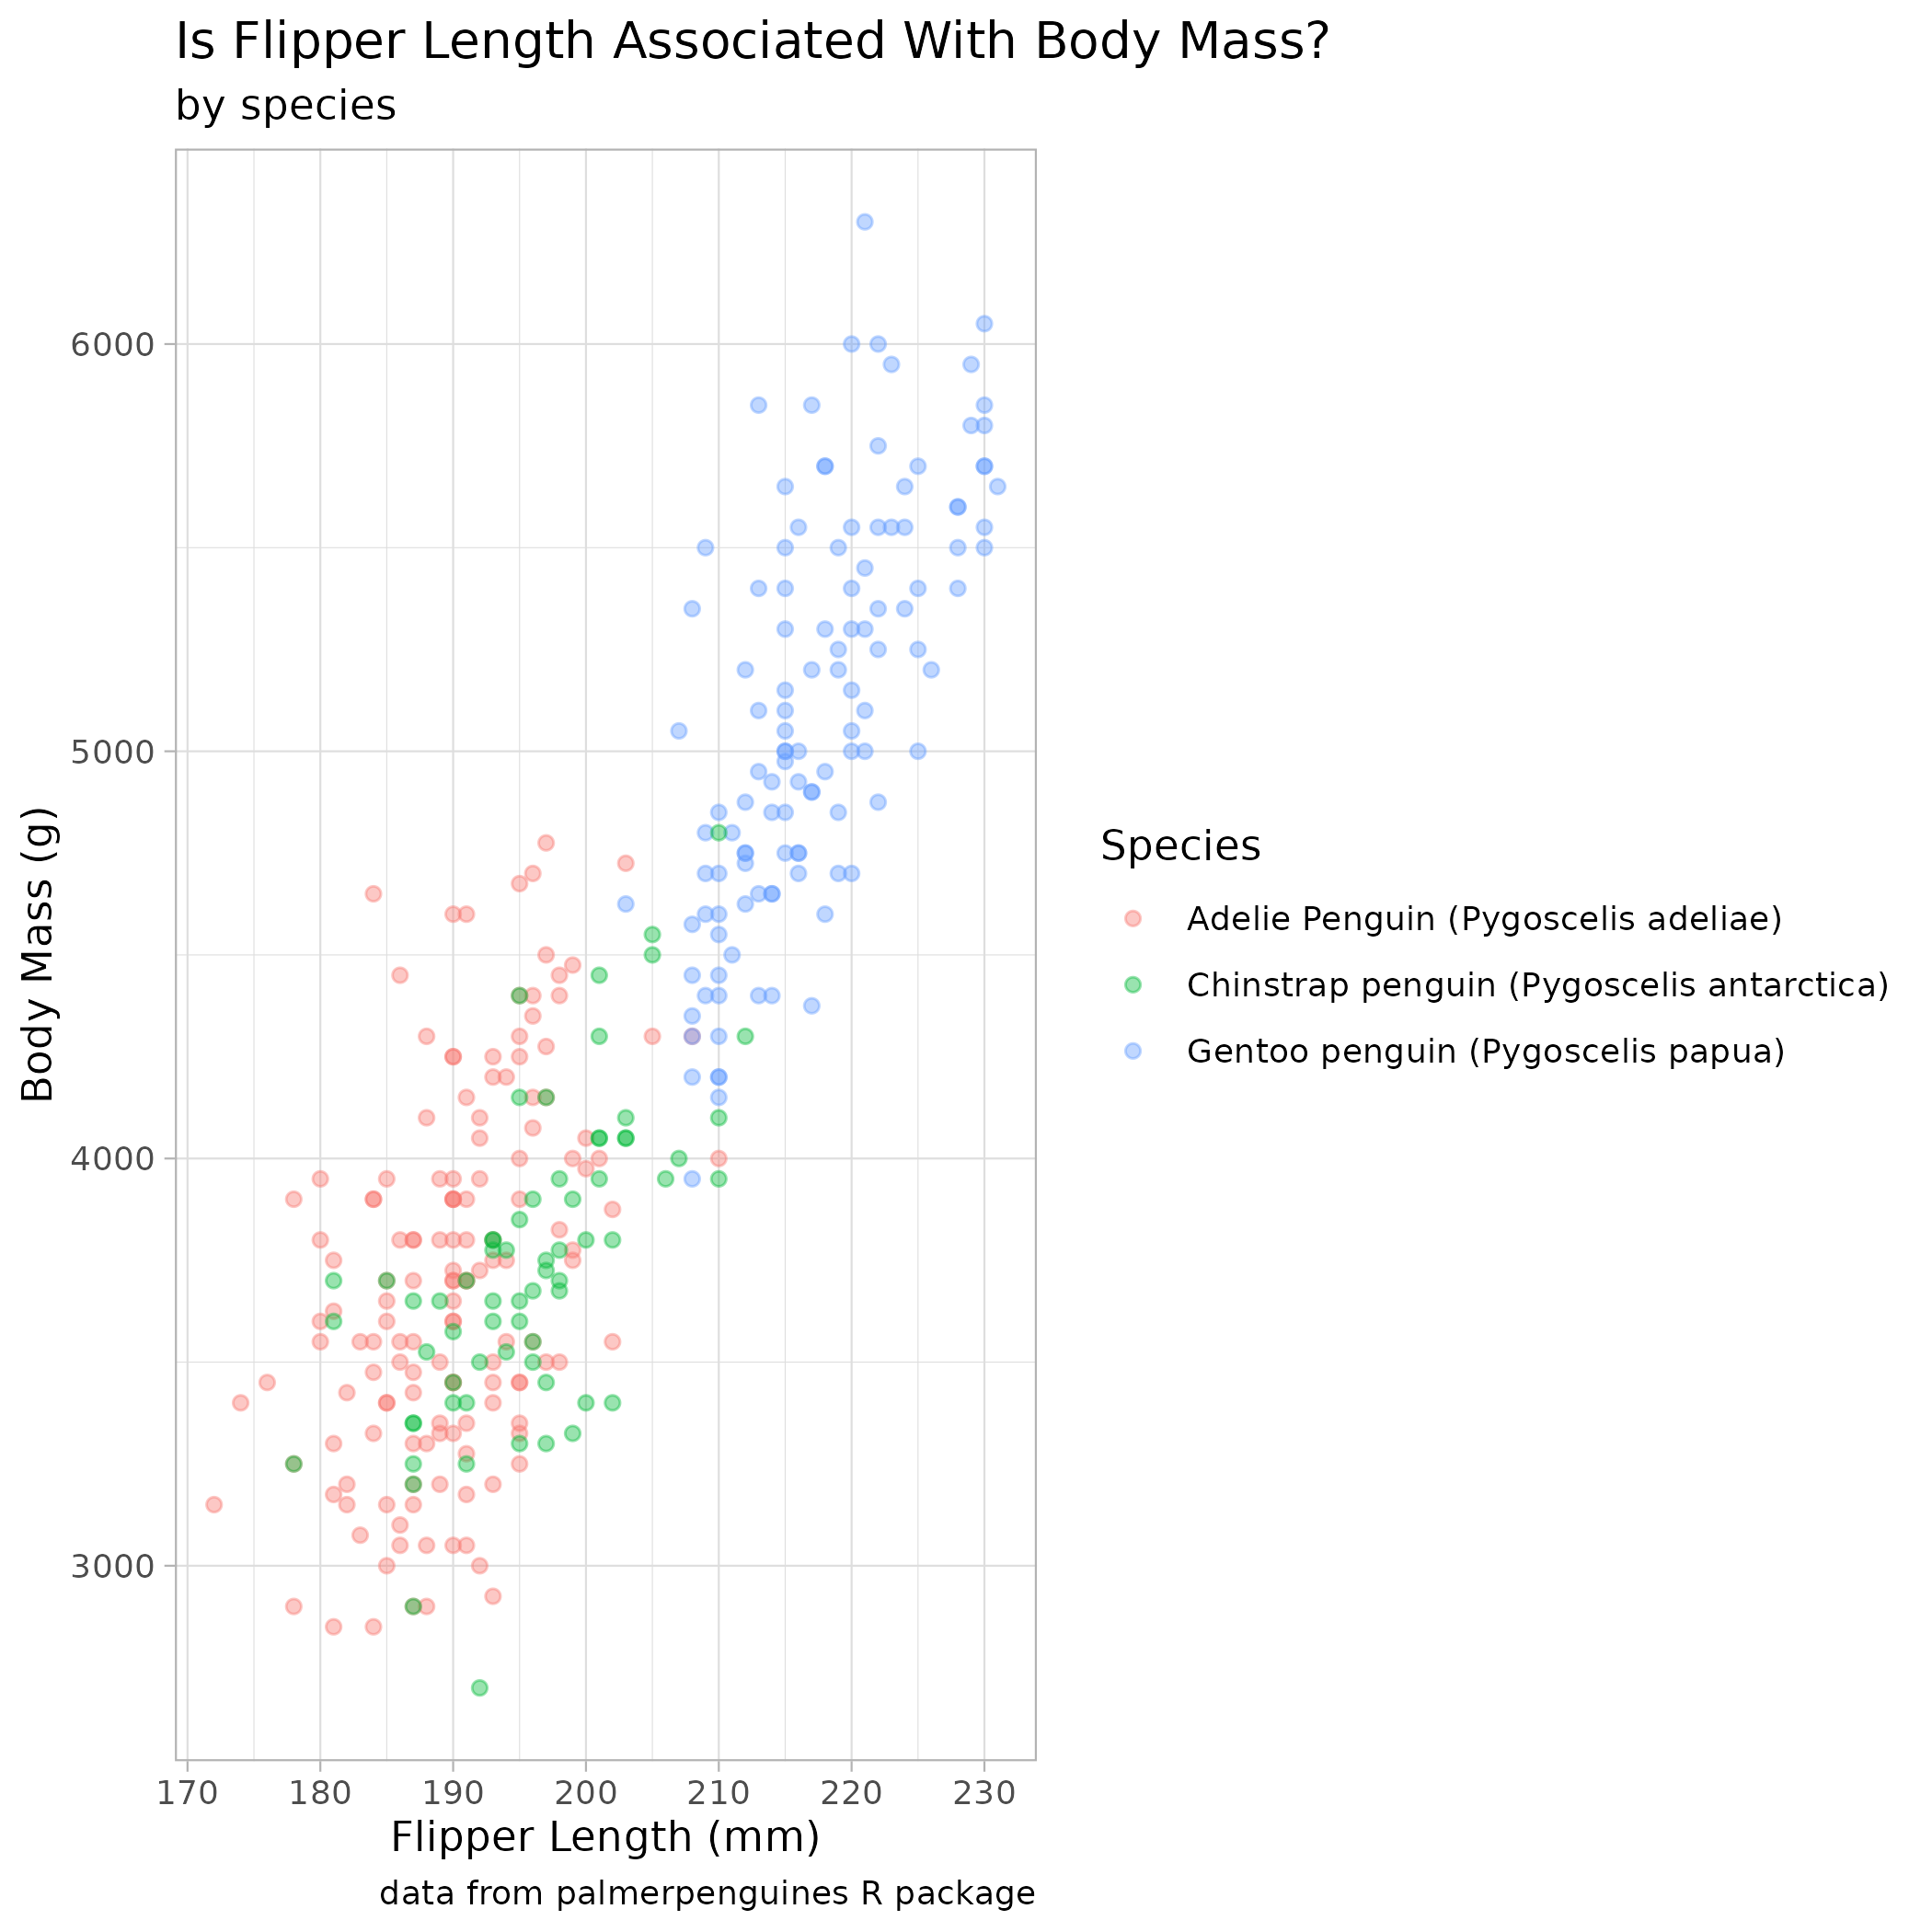 Is Flipper Length Associated With Body Mass?
by species
6000
5000
4000
3000
Body Mass (g)
170 180 190 200 210 220 230
Flipper Length (mm)
data from palmerpenguines R package
Species
Adelie Penguin (Pygoscelis adeliae)
Chinstrap penguin (Pygoscelis antarctica)
Gentoo penguin (Pygoscelis papua)